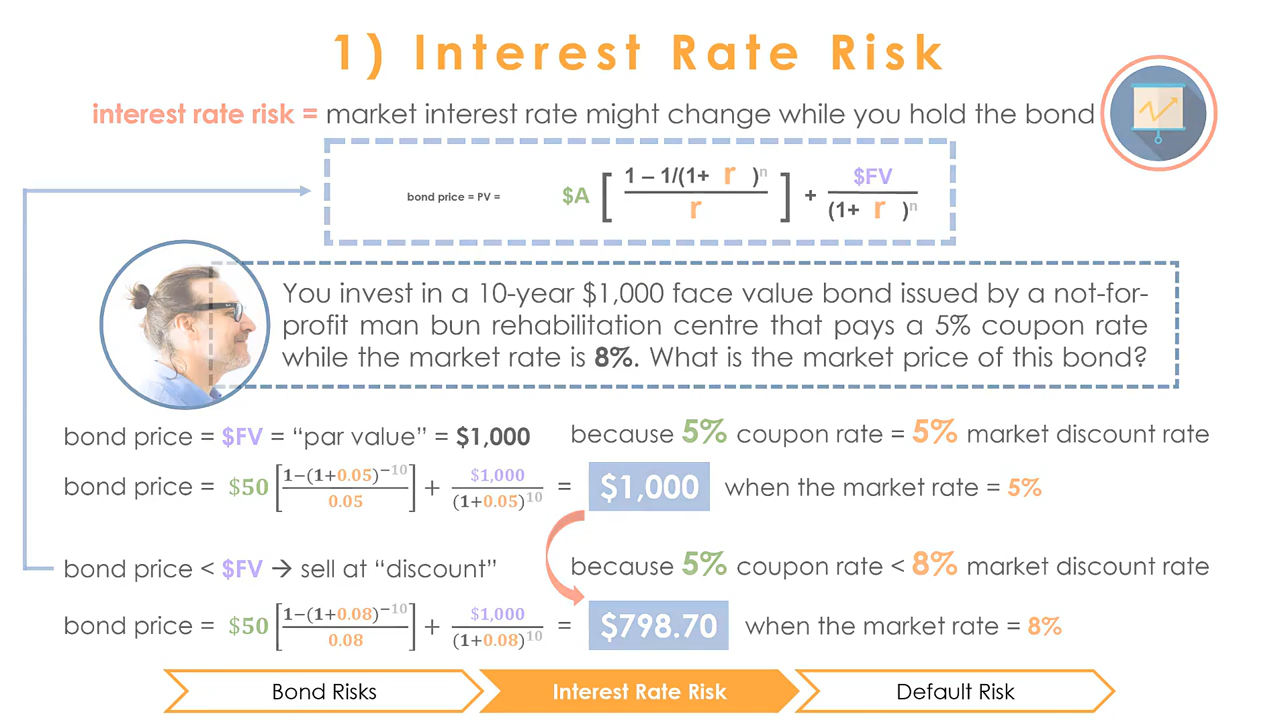 1) Interest Rate Risk
interest rate risk = market interest rate might change while you hold the bond
bond price = PV = $A [ (1 – 1/(1+ r )ⁿ) / r ] + $FV / (1+ r )ⁿ
You invest in a 10-year $1,000 face value bond issued by a not-for-
profit man bun rehabilitation centre that pays a 5% coupon rate
while the market rate is 8%. What is the market price of this bond?
bond price = $FV = “par value” = $1,000 because 5% coupon rate = 5% market discount rate
bond price = $50 [ (1−(1+0.05)⁻¹⁰) / 0.05 ] + $1,000 / (1+0.05)¹⁰ = $1,000 when the market rate = 5%
bond price < $FV → sell at “discount” because 5% coupon rate < 8% market discount rate
bond price = $50 [ (1−(1+0.08)⁻¹⁰) / 0.08 ] + $1,000 / (1+0.08)¹⁰ = $798.70 when the market rate = 8%
Bond Risks Interest Rate Risk Default Risk